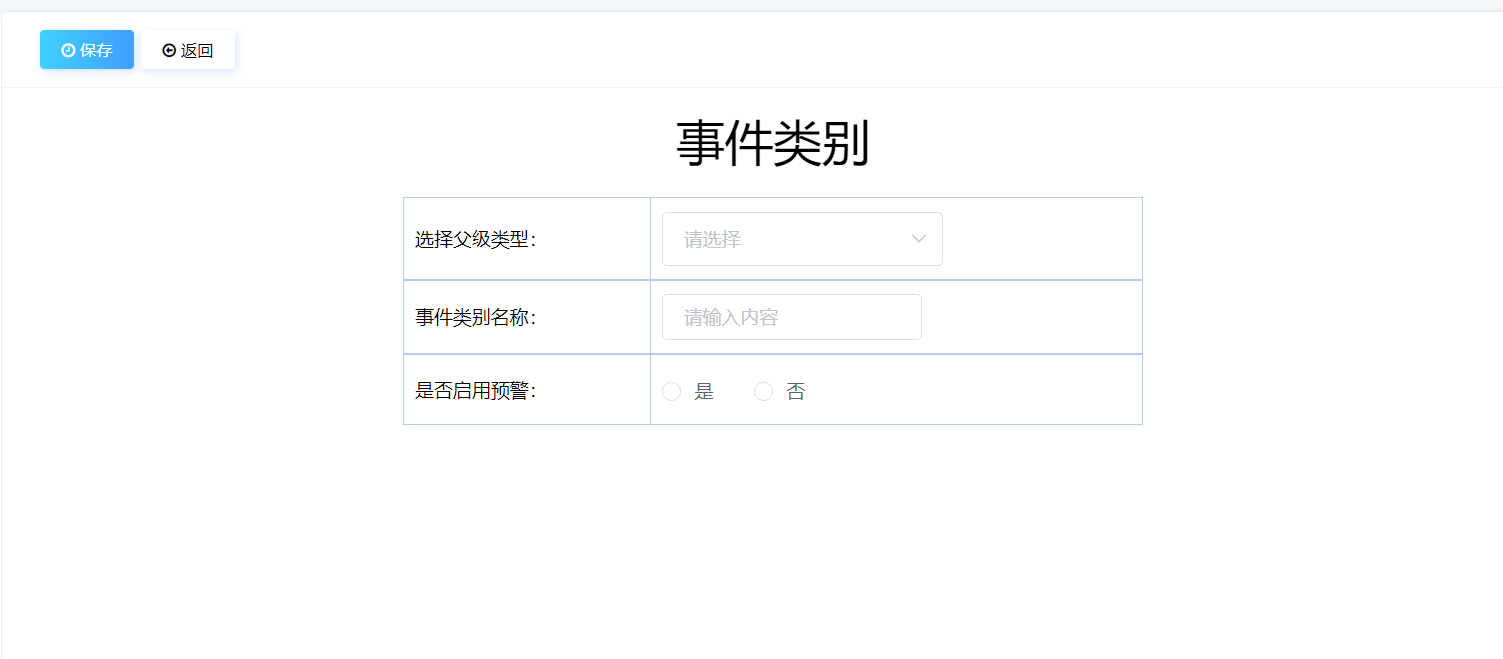 保存 返回
事件类别
选择父级类型： 请选择
事件类别名称： 请输入内容
是否启用预警： 是 否